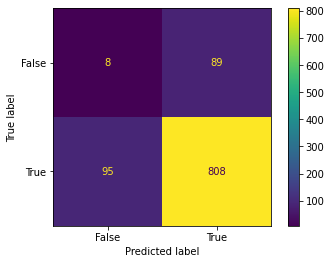 False
True
True label
8
89
95
808
False
True
Predicted label
800
700
600
500
400
300
200
100